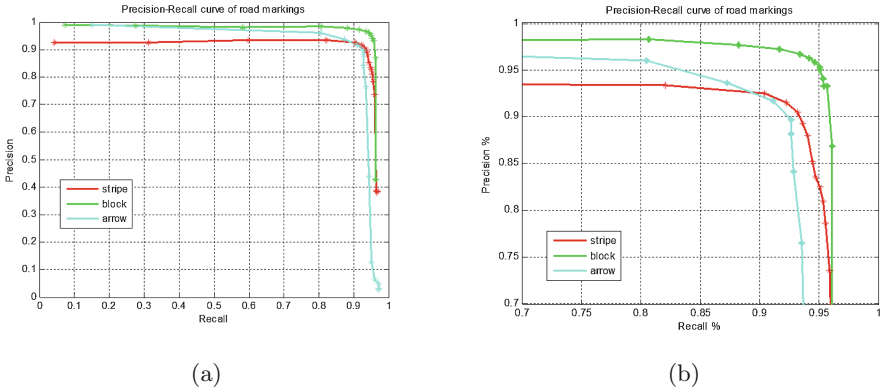 Precision-Recall curve of road markings
1
0.9
0.8
0.7
0.6
0.5
0.4
0.3
0.2
0.1
0
Precision
stripe
block
arrow
0 0.1 0.2 0.3 0.4 0.5 0.6 0.7 0.8 0.9 1
Recall
(a)
Precision-Recall curve of road markings
1
0.95
0.9
0.85
0.8
0.75
0.7
Precision %
stripe
block
arrow
0.7 0.75 0.8 0.85 0.9 0.95 1
Recall %
(b)